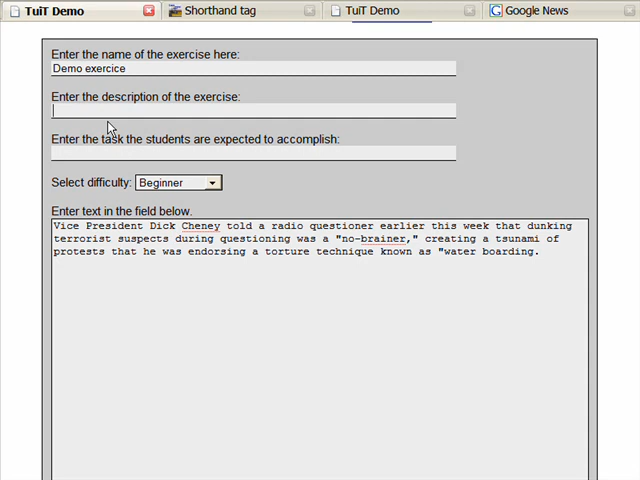 TuiT Demo
Shorthand tag
TuiT Demo
Google News
Enter the name of the exercise here:
Demo exercice
Enter the description of the exercise:
Enter the task the students are expected to accomplish:
Select difficulty: Beginner
Enter text in the field below.
Vice President Dick Cheney told a radio questioner earlier this week that dunking
terrorist suspects during questioning was a "no-brainer," creating a tsunami of
protests that he was endorsing a torture technique known as "water boarding.